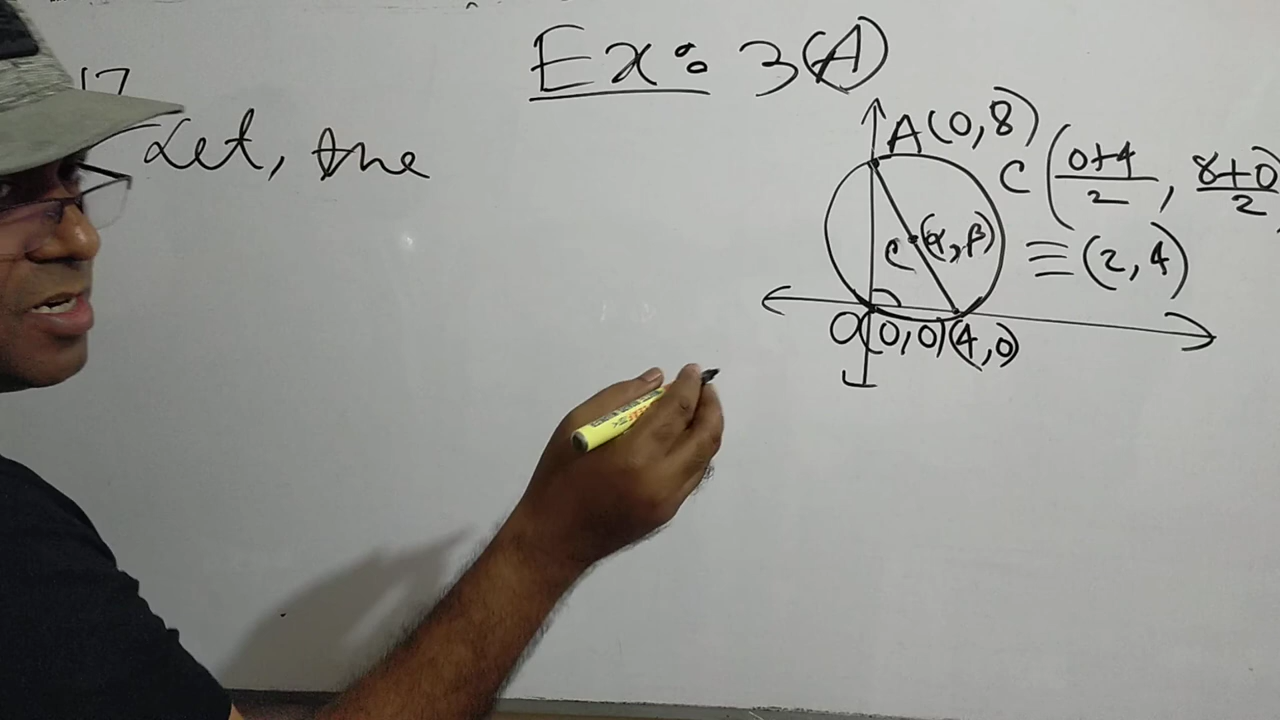 Ex: 3(A)
17
Let, the
A(0,8)
C (0+4/2, 8+0/2)
C(α,β)
≡ (2,4)
O(0,0) (4,0)